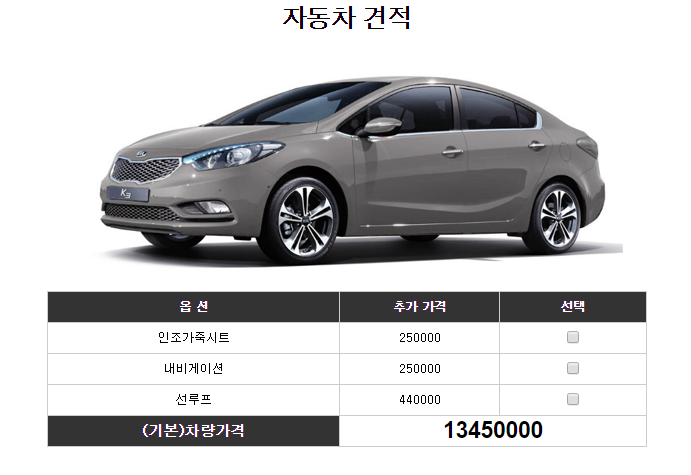 자동차 견적
K3
옵 션 추가 가격 선택
인조가죽시트 250000
내비게이션 250000
선루프 440000
(기본)차량가격 13450000